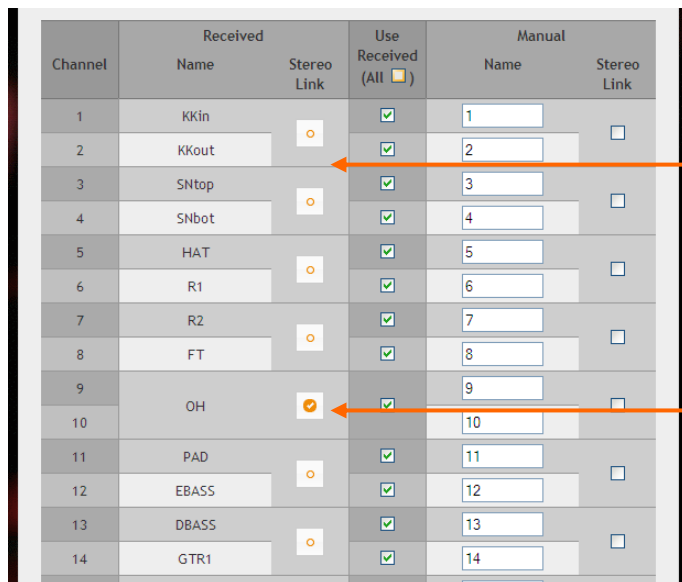 Received Use Manual
Channel Name Stereo Link Received (All ) Name Stereo Link
1 KKin 1
2 KKout 2
3 SNtop 3
4 SNbot 4
5 HAT 5
6 R1 6
7 R2 7
8 FT 8
9 OH 9
10 10
11 PAD 11
12 EBASS 12
13 DBASS 13
14 GTR1 14